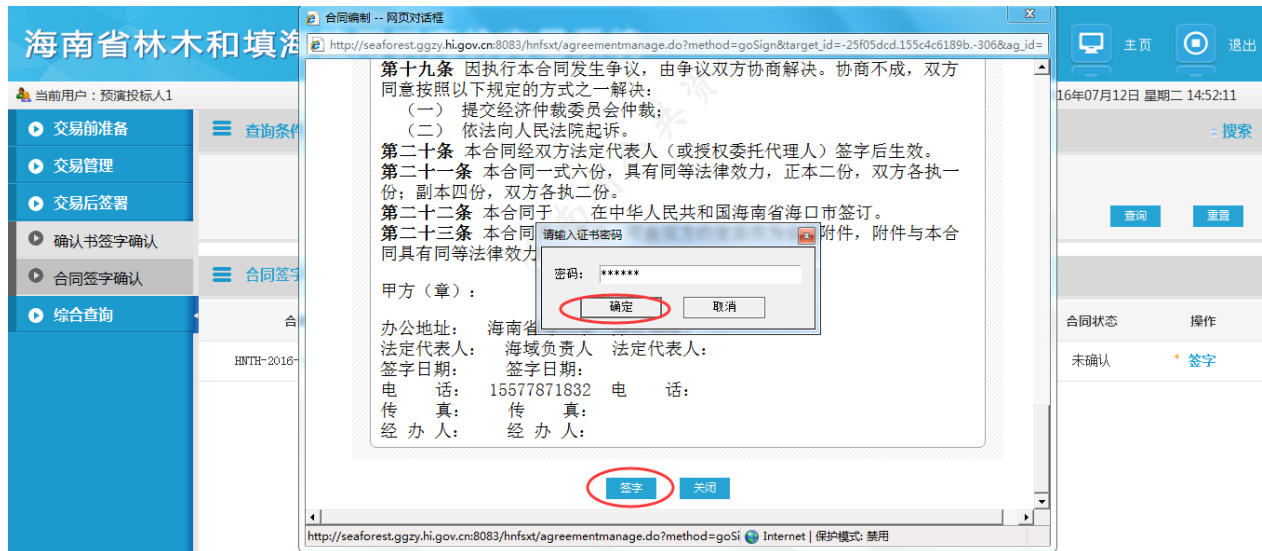 合同编制 -- 网页对话框
http://seaforest.ggzy.hi.gov.cn:8083/hnfsxt/agreementmanage.do?method=goSign&target_id=-25f05dcd.155c4c6189b.-306&ag_id=
海南省林木和填海
主页
退出
当前用户：预演投标人1
16年07月12日 星期二 14:52:11
交易前准备
交易管理
交易后签署
确认书签字确认
合同签字确认
综合查询
查询条件
搜索
查询
重置
合同签字
合
合同状态
操作
HNTH-2016-
未确认
签字
第十九条 因执行本合同发生争议，由争议双方协商解决。协商不成，双方
同意按照以下规定的方式之一解决：
（一） 提交经济仲裁委员会仲裁；
（二） 依法向人民法院起诉。
第二十条 本合同经双方法定代表人（或授权委托代理人）签字后生效。
第二十一条 本合同一式六份，具有同等法律效力，正本二份，双方各执一
份；副本四份，双方各执二份。
第二十二条 本合同于 在中华人民共和国海南省海口市签订。
第二十三条 本合同 附件，附件与本合
同具有同等法律效力
甲方（章）：
办公地址： 海南省
法定代表人： 海域负责人 法定代表人：
签字日期： 签字日期：
电 话： 15577871832 电 话：
传 真： 传 真：
经 办 人： 经 办 人：
请输入证书密码
密码： ******
确定
取消
签字
关闭
http://seaforest.ggzy.hi.gov.cn:8083/hnfsxt/agreementmanage.do?method=goSi
Internet | 保护模式: 禁用